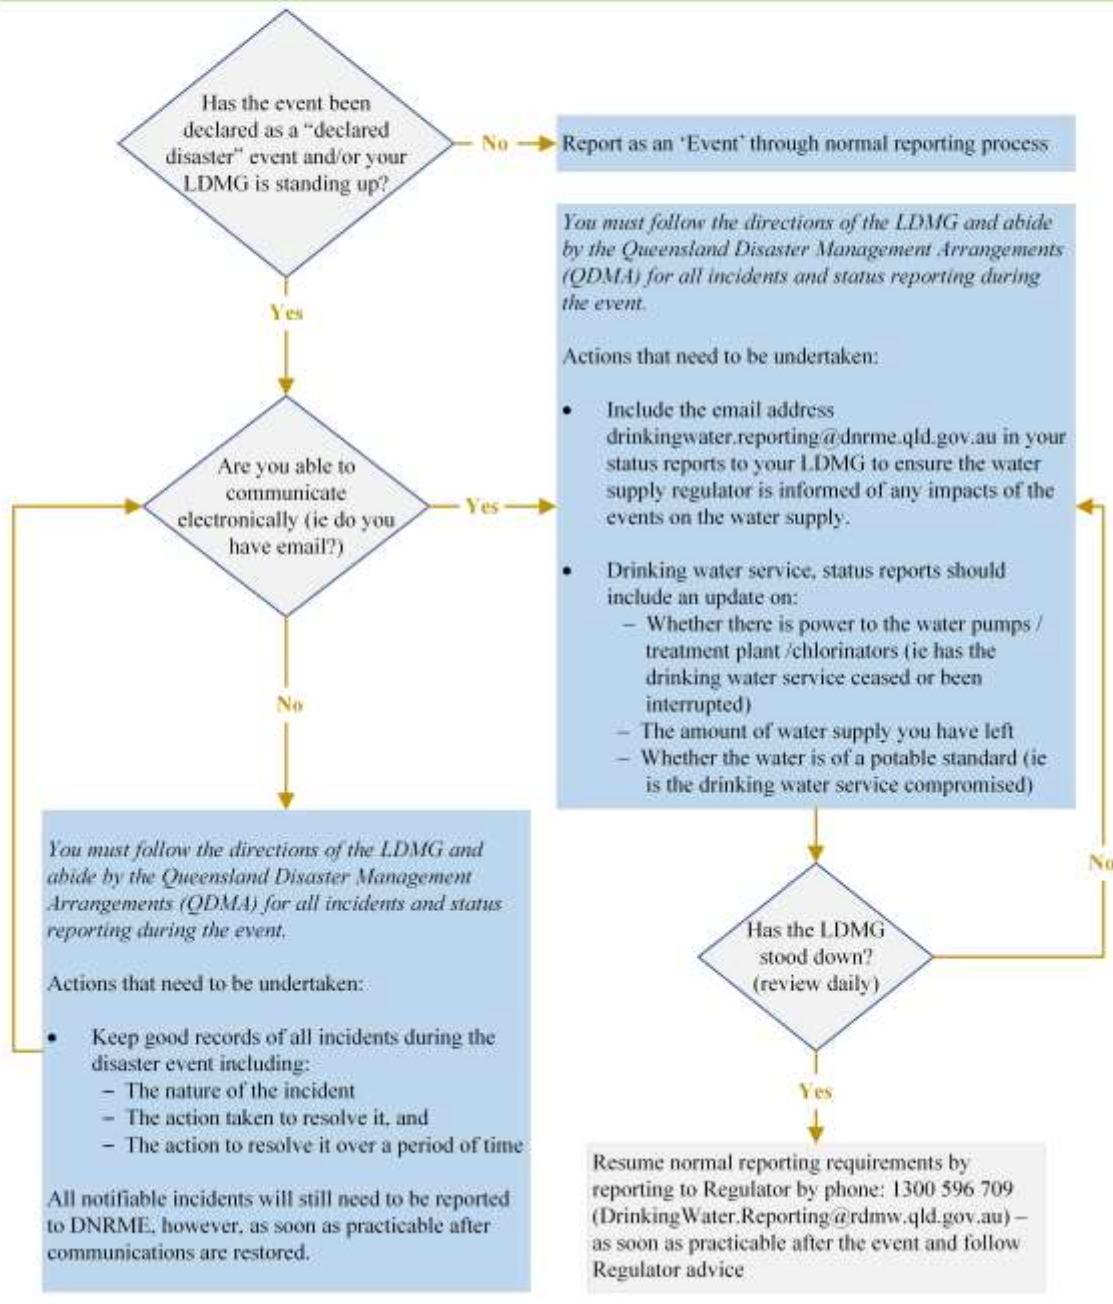 Has the event been
declared as a “declared
disaster” event and/or your
LDMG is standing up?
No
Report as an ‘Event’ through normal reporting process
Yes
Are you able to
communicate
electronically (ie do you
have email?)
Yes
You must follow the directions of the LDMG and abide
by the Queensland Disaster Management Arrangements
(QDMA) for all incidents and status reporting during
the event.
Actions that need to be undertaken:
• Include the email address
drinkingwater.reporting@dnrme.qld.gov.au in your
status reports to your LDMG to ensure the water
supply regulator is informed of any impacts of the
events on the water supply.
• Drinking water service, status reports should
include an update on:
– Whether there is power to the water pumps /
treatment plant /chlorinators (ie has the
drinking water service ceased or been
interrupted)
– The amount of water supply you have left
– Whether the water is of a potable standard (ie
is the drinking water service compromised)
No
You must follow the directions of the LDMG and
abide by the Queensland Disaster Management
Arrangements (QDMA) for all incidents and status
reporting during the event.
Actions that need to be undertaken:
• Keep good records of all incidents during the
disaster event including:
– The nature of the incident
– The action taken to resolve it, and
– The action to resolve it over a period of time
All notifiable incidents will still need to be reported
to DNRME, however, as soon as practicable after
communications are restored.
Has the LDMG
stood down?
(review daily)
No
Yes
Resume normal reporting requirements by
reporting to Regulator by phone: 1300 596 709
(DrinkingWater.Reporting@rdmw.qld.gov.au) –
as soon as practicable after the event and follow
Regulator advice